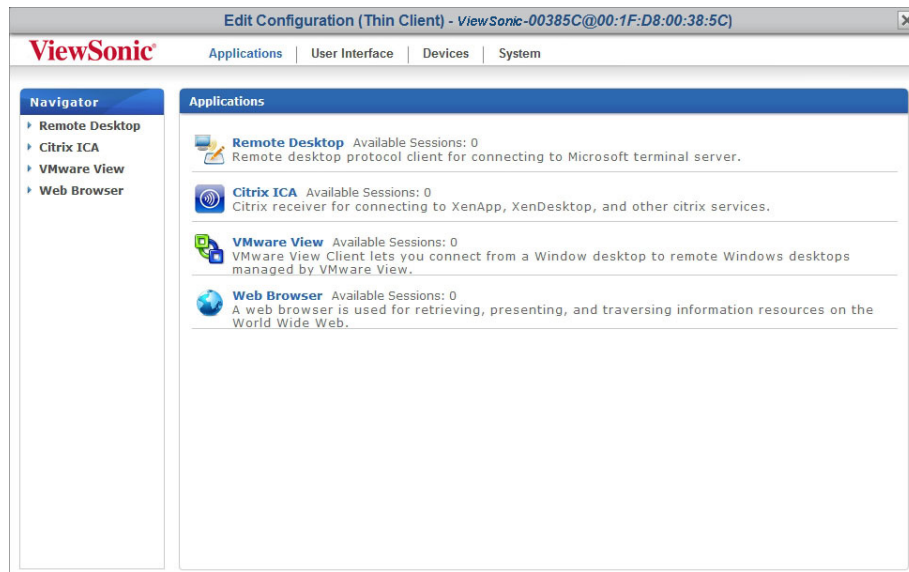 Edit Configuration (Thin Client) - ViewSonic-00385C@00:1F:D8:00:38:5C)
ViewSonic®
Applications | User Interface | Devices | System
Navigator
Remote Desktop
Citrix ICA
VMware View
Web Browser
Applications
Remote Desktop Available Sessions: 0
Remote desktop protocol client for connecting to Microsoft terminal server.
Citrix ICA Available Sessions: 0
Citrix receiver for connecting to XenApp, XenDesktop, and other citrix services.
VMware View Available Sessions: 0
VMware View Client lets you connect from a Window desktop to remote Windows desktops
managed by VMware View.
Web Browser Available Sessions: 0
A web browser is used for retrieving, presenting, and traversing information resources on the
World Wide Web.